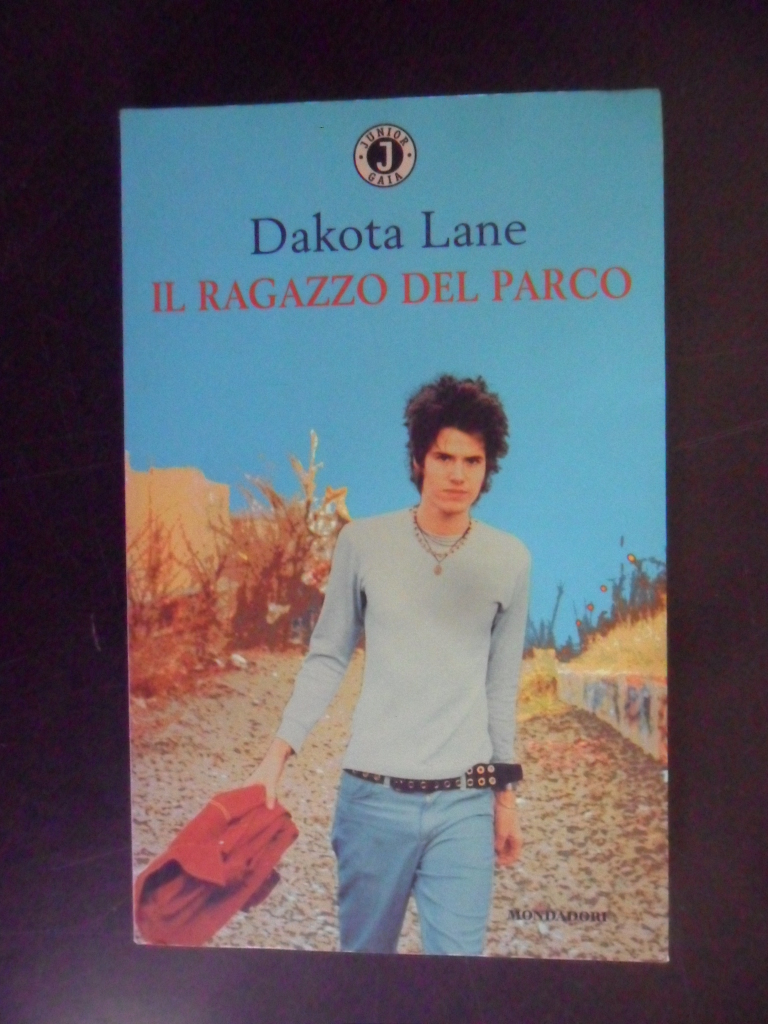 JUNIOR
J
GAIA
Dakota Lane
IL RAGAZZO DEL PARCO
MONDADORI